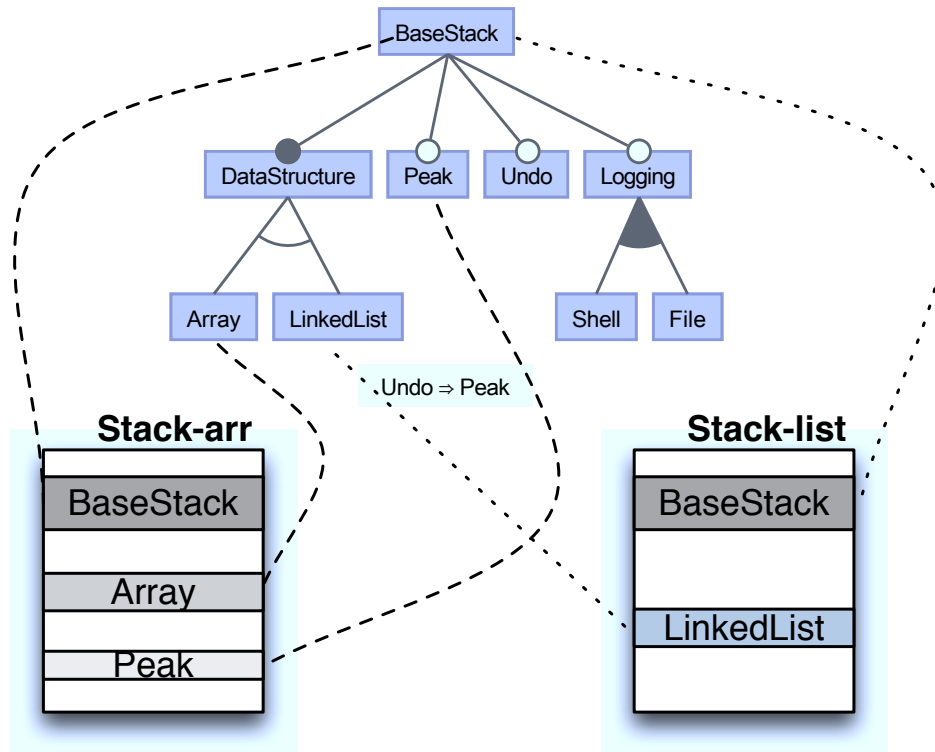 BaseStack
DataStructure
Peak
Undo
Logging
Array
LinkedList
Shell
File
Undo ⇒ Peak
Stack-arr
Stack-list
BaseStack
BaseStack
Array
LinkedList
Peak